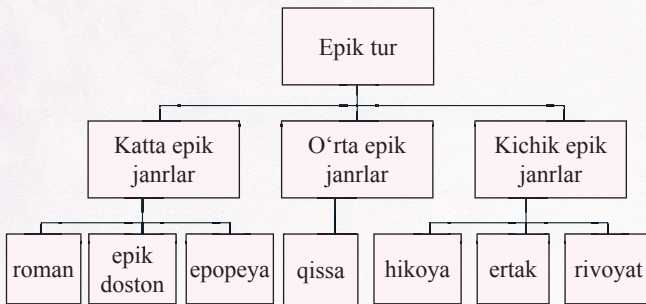 Epik tur
Katta epik
janrlar
O‘rta epik
janrlar
Kichik epik
janrlar
roman
epik
doston
epopeya
qissa
hikoya
ertak
rivoyat